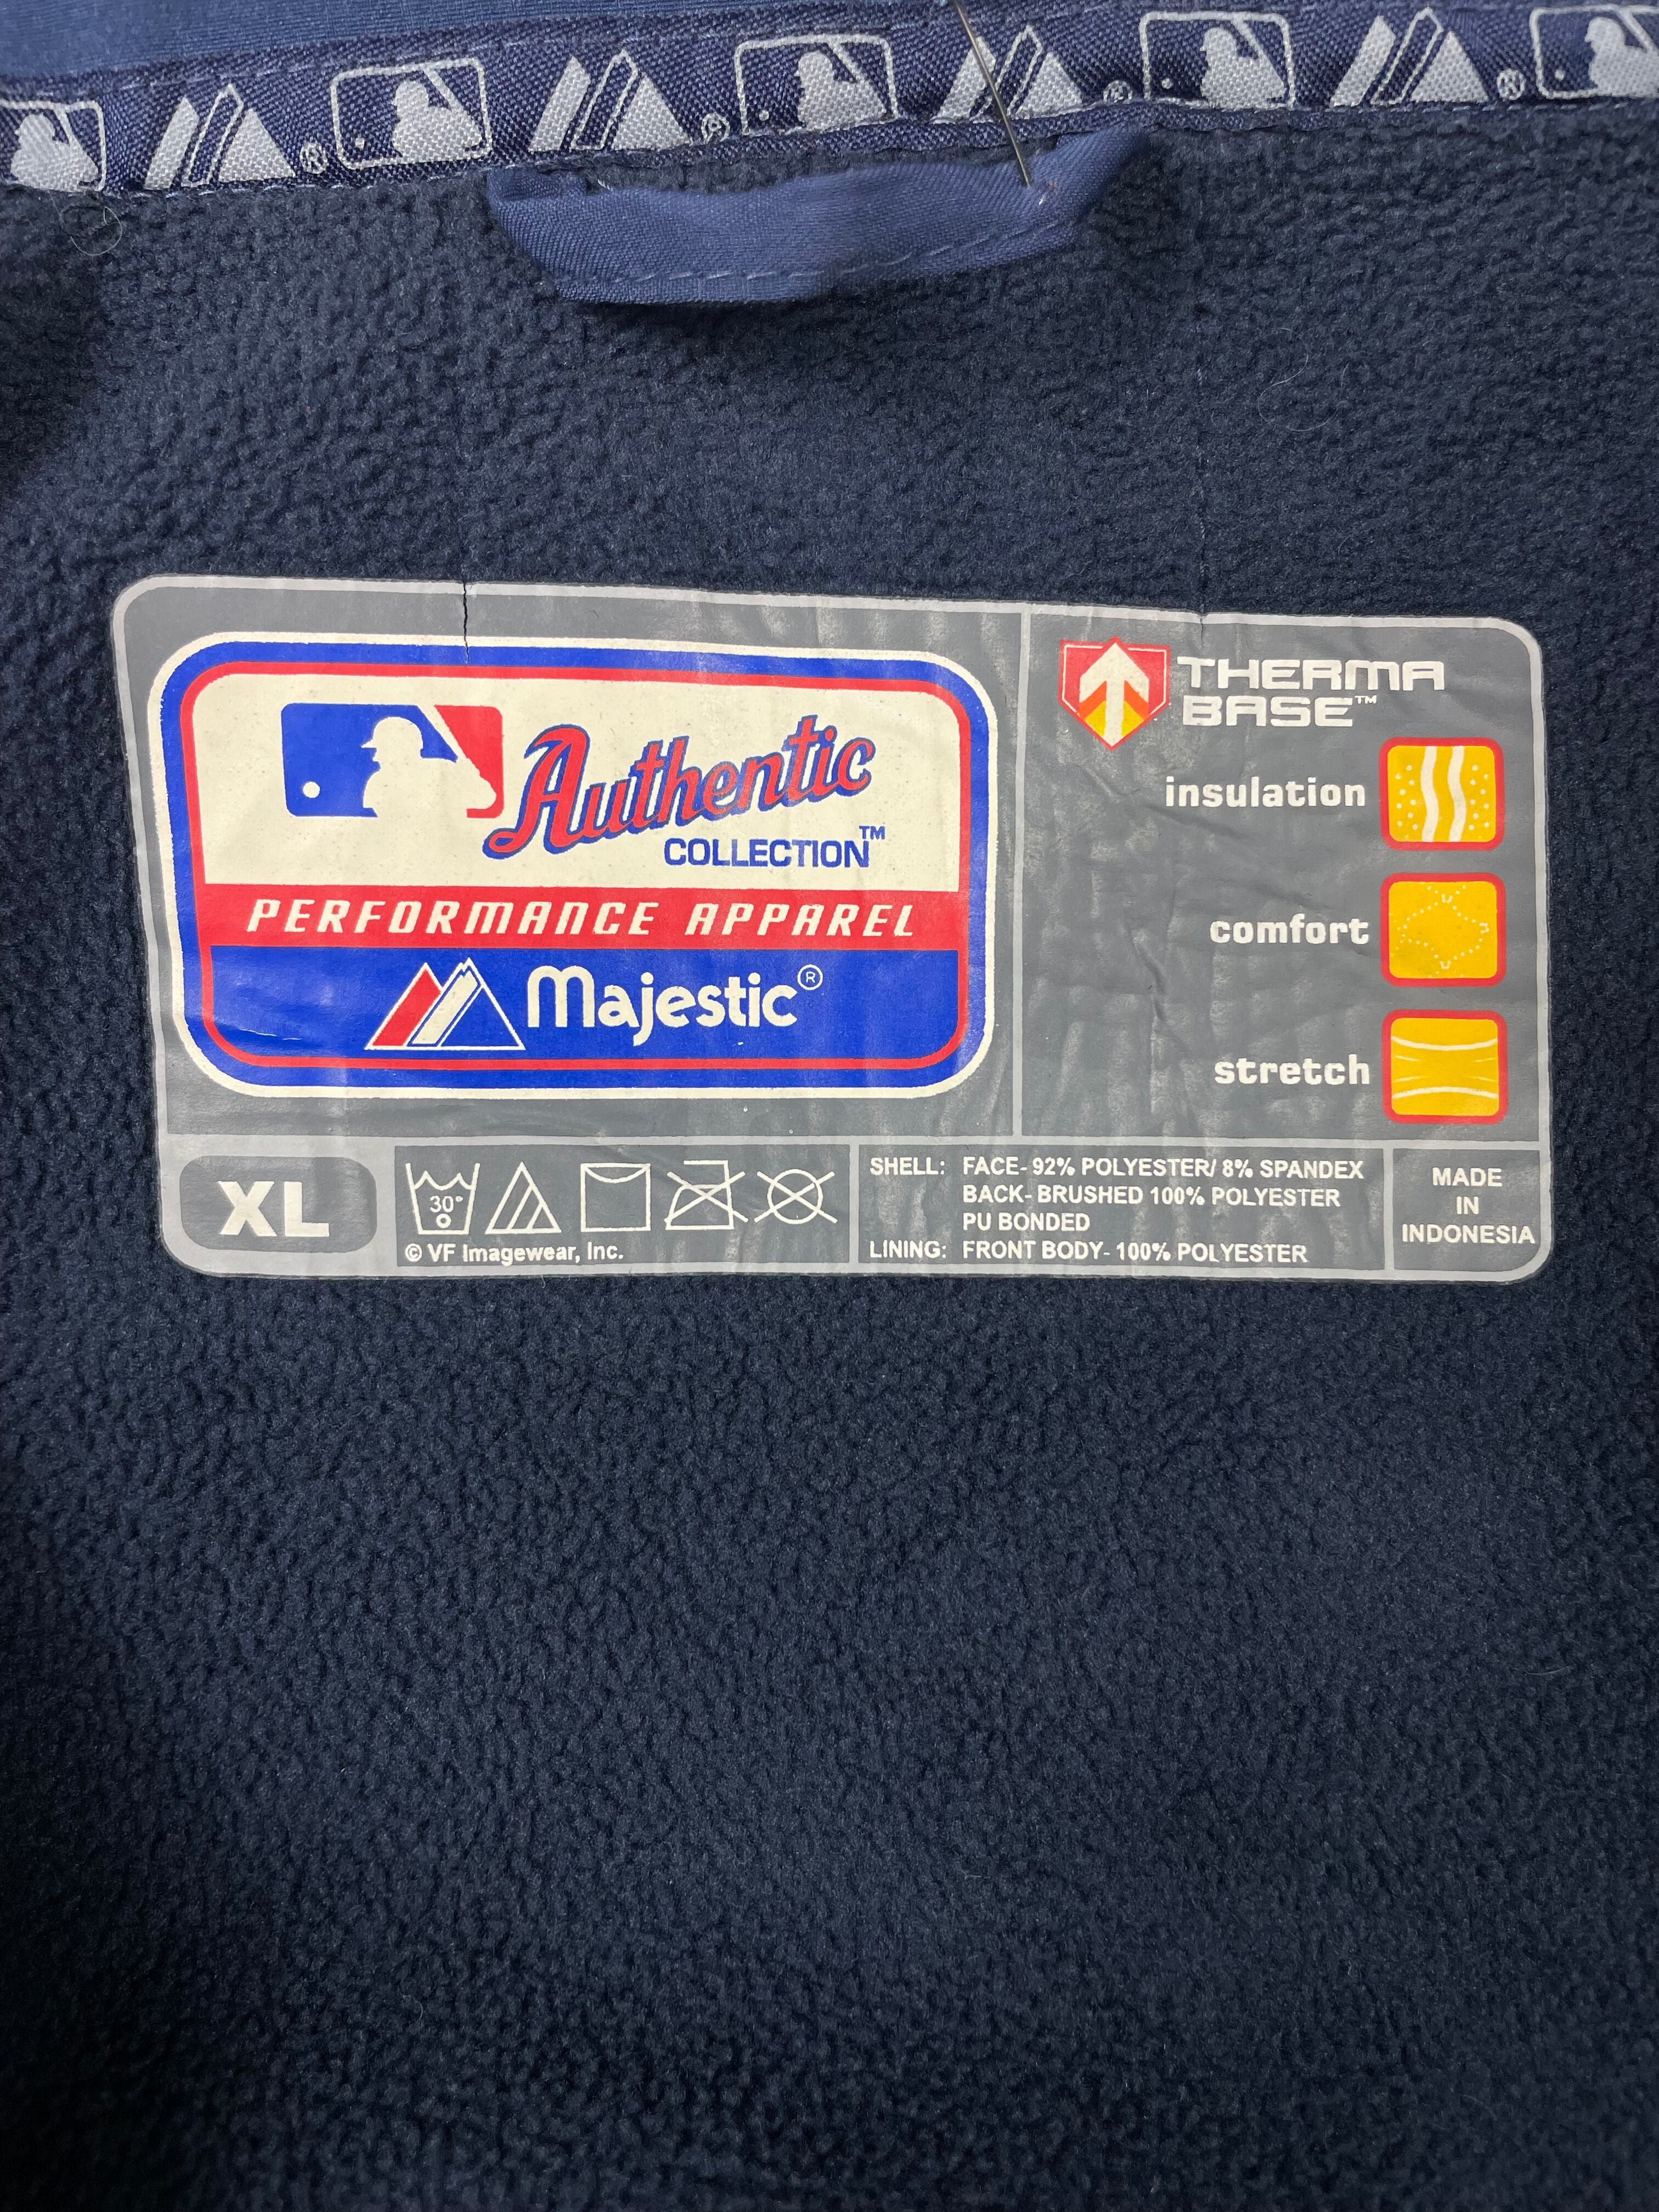 ® ® ® ®
Authentic
COLLECTION™
PERFORMANCE APPAREL
Majestic®
THERMA
BASE™
insulation
comfort
stretch
XL
30°
© VF Imagewear, Inc.
SHELL: FACE- 92% POLYESTER/ 8% SPANDEX
BACK- BRUSHED 100% POLYESTER
PU BONDED
LINING: FRONT BODY- 100% POLYESTER
MADE
IN
INDONESIA